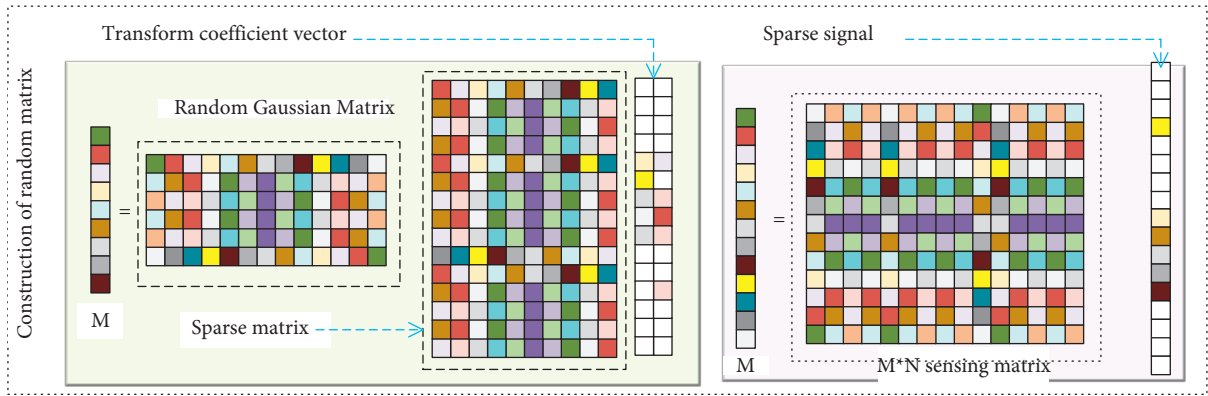 Construction of random matrix
Transform coefficient vector
Random Gaussian Matrix
=
M
Sparse matrix
Sparse signal
=
M
M*N sensing matrix